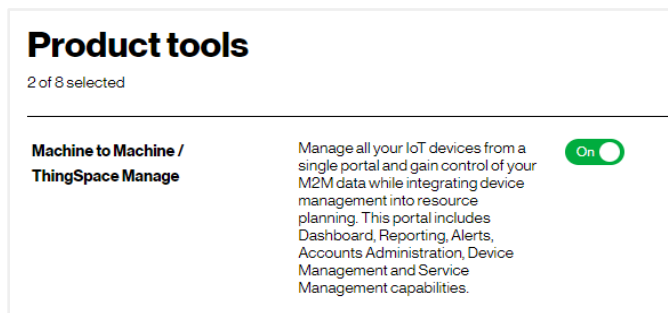 Product tools
2 of 8 selected
Machine to Machine /
ThingSpace Manage
Manage all your IoT devices from a
single portal and gain control of your
M2M data while integrating device
management into resource
planning. This portal includes
Dashboard, Reporting, Alerts,
Accounts Administration, Device
Management and Service
Management capabilities.
On